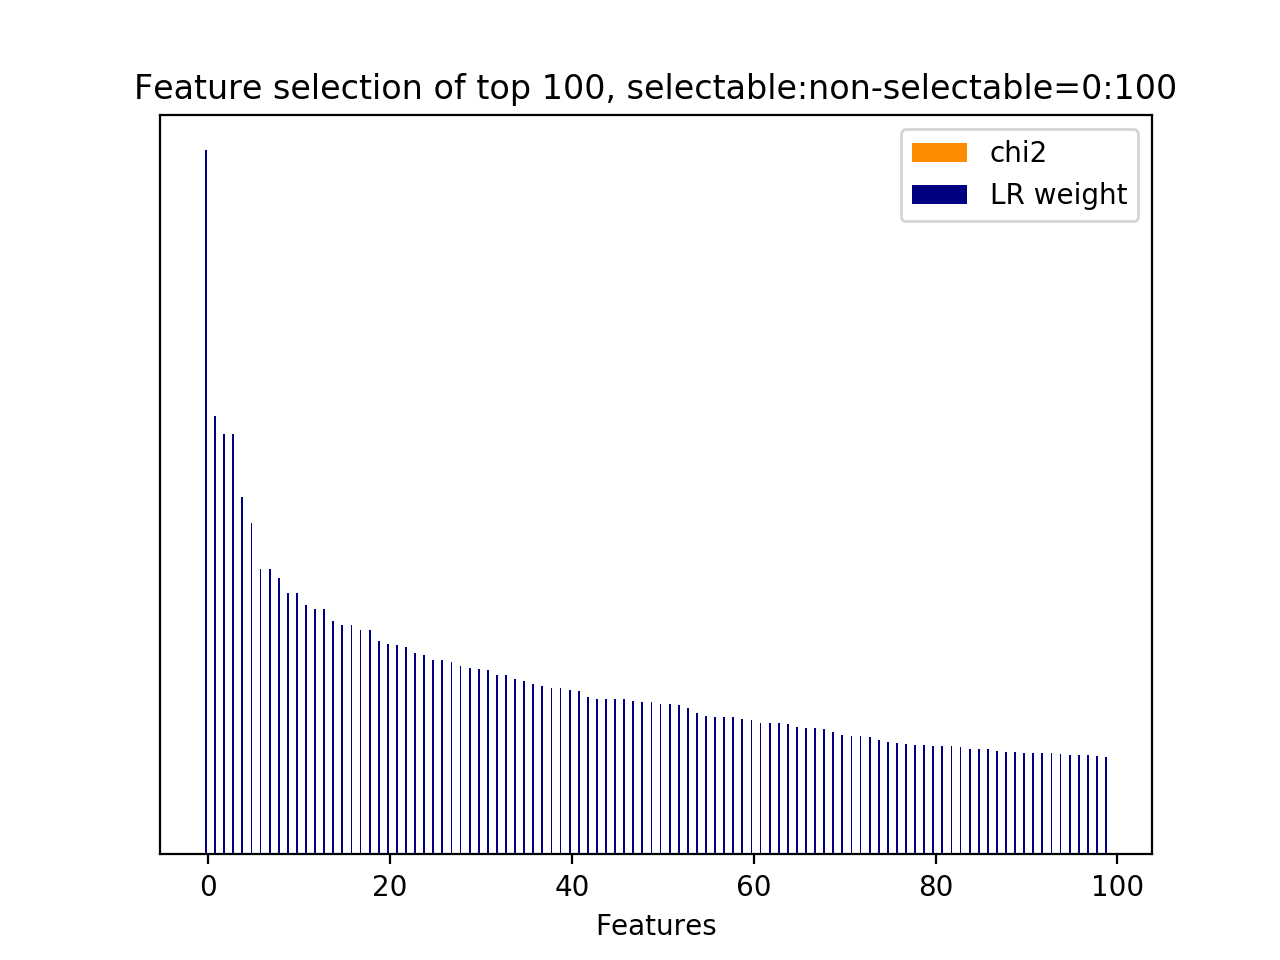 Feature selection of top 100, selectable:non-selectable=0:100
chi2
LR weight
0 20 40 60 80 100
Features